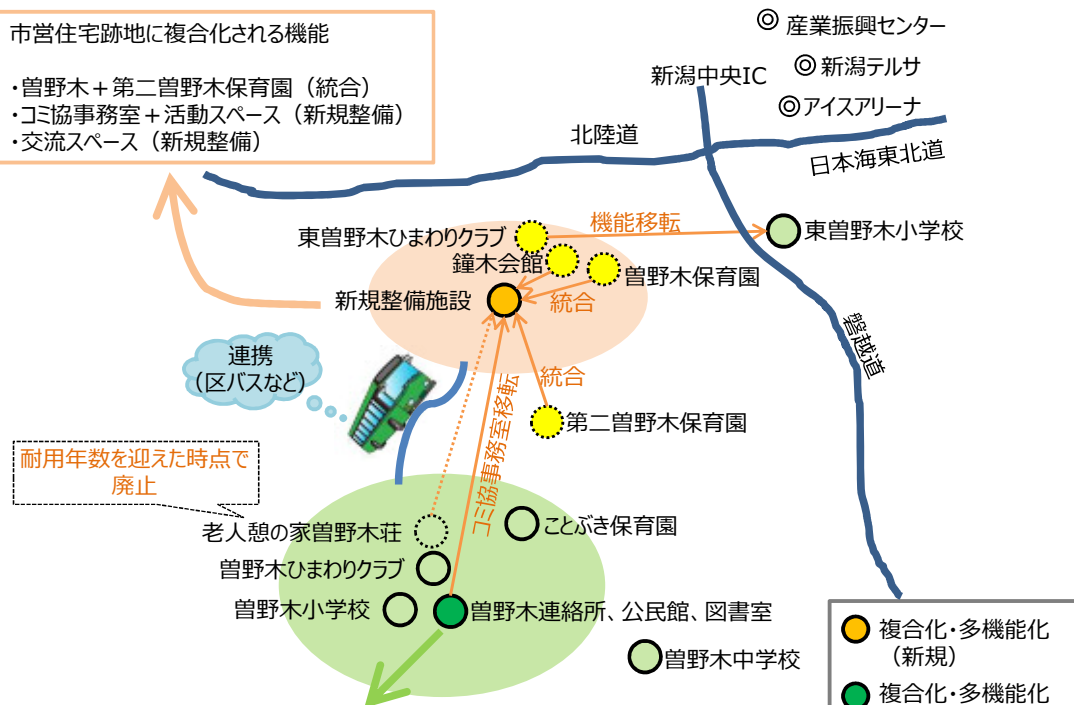 市営住宅跡地に複合化される機能
・曽野木＋第二曽野木保育園（統合）
・コミ協事務室＋活動スペース（新規整備）
・交流スペース（新規整備）
◎ 産業振興センター
新潟中央IC
◎ 新潟テルサ
◎アイスアリーナ
北陸道
日本海東北道
機能移転
東曽野木ひまわりクラブ
東曽野木小学校
鐘木会館
曽野木保育園
新規整備施設
統合
磐越道
連携
（区バスなど）
統合
コミ協事務室移転
第二曽野木保育園
耐用年数を迎えた時点で
廃止
老人憩の家曽野木荘
ことぶき保育園
曽野木ひまわりクラブ
曽野木小学校
曽野木連絡所、公民館、図書室
曽野木中学校
複合化・多機能化
（新規）
複合化・多機能化